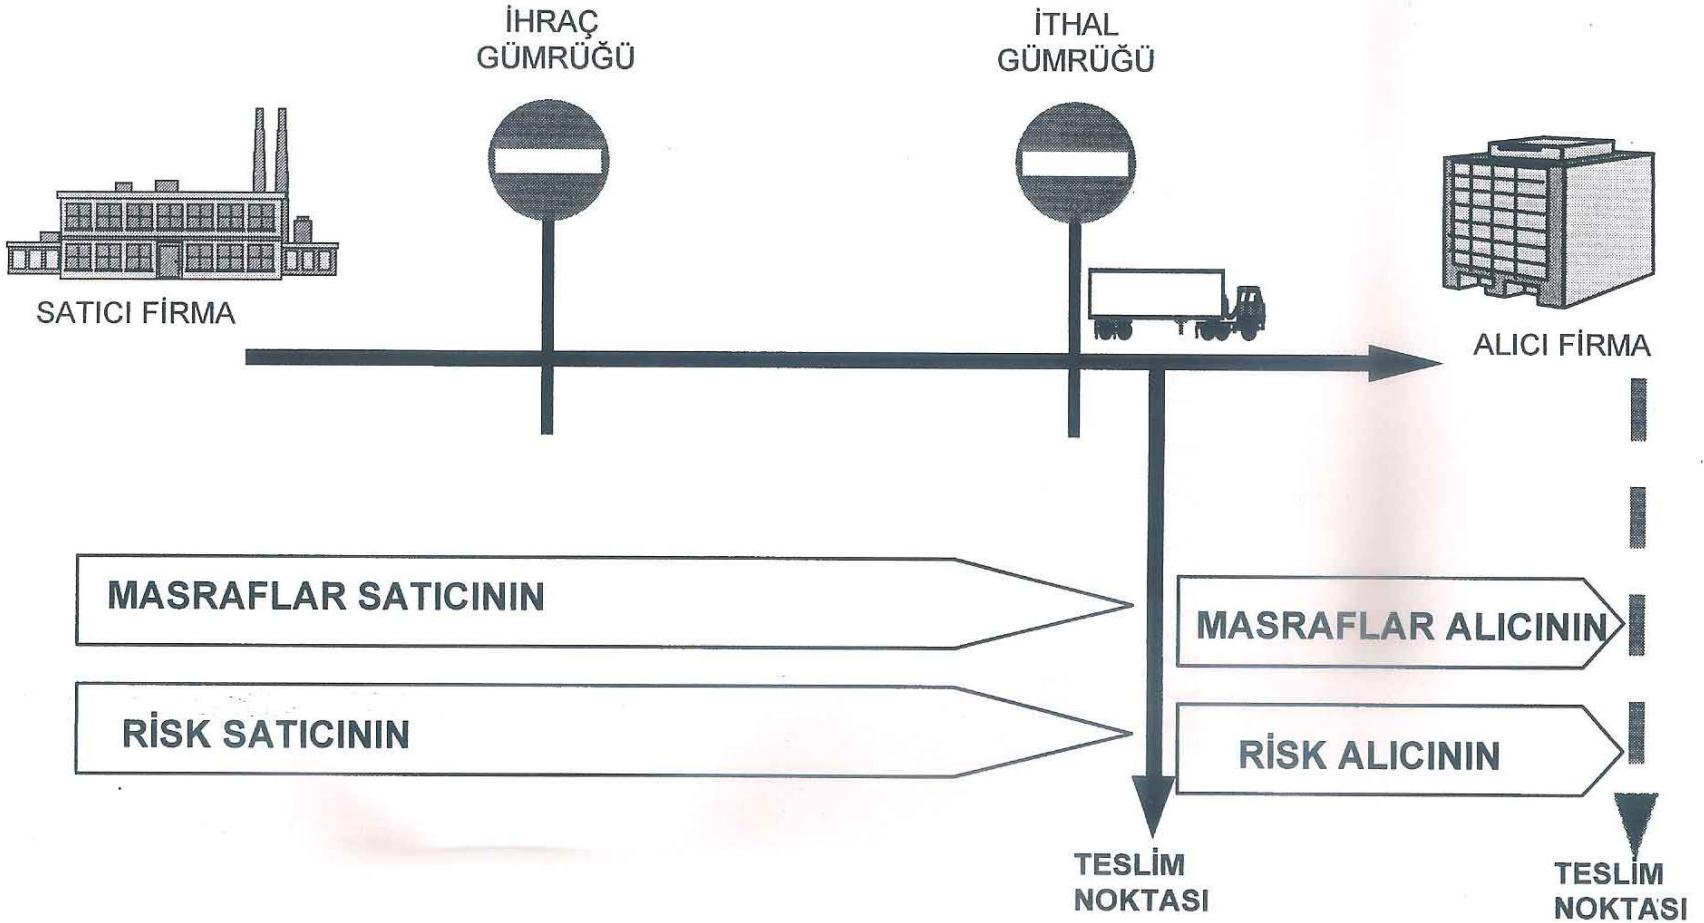 İHRAÇ
GÜMRÜĞÜ
İTHAL
GÜMRÜĞÜ
SATICI FİRMA
ALICI FİRMA
MASRAFLAR SATICININ
MASRAFLAR ALICININ
RİSK SATICININ
RİSK ALICININ
TESLİM
NOKTASI
TESLİM
NOKTASI